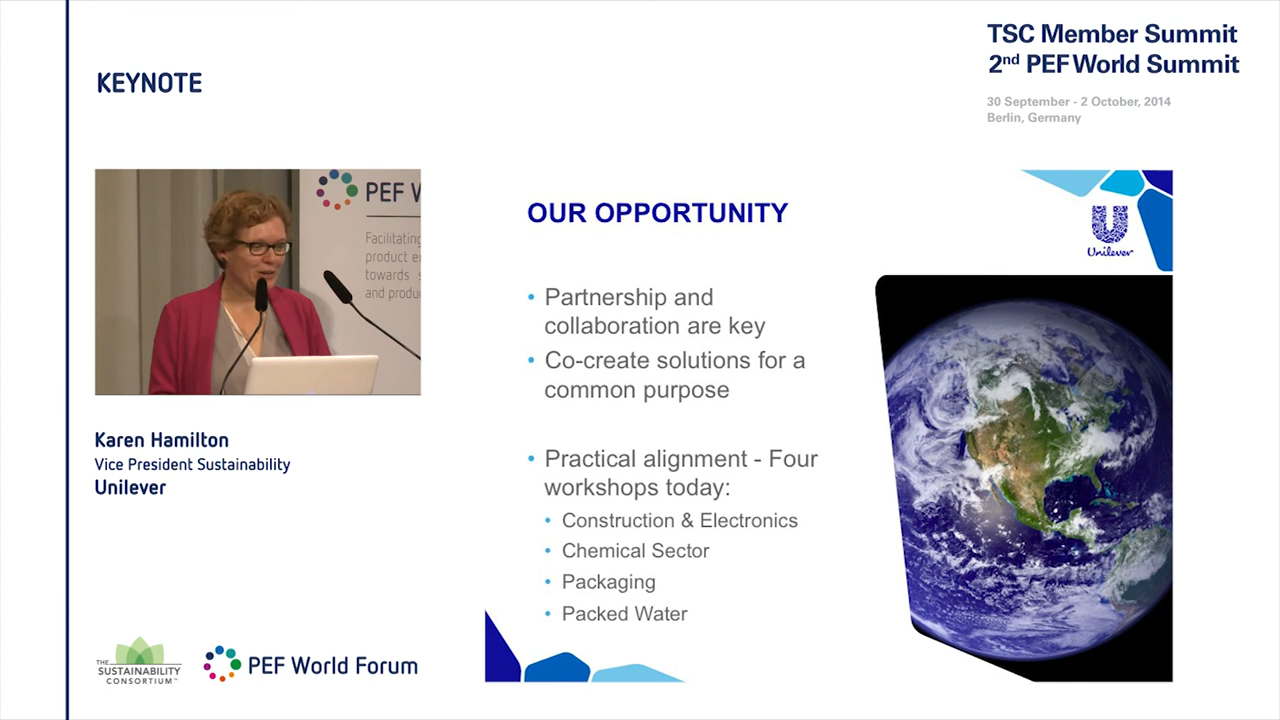 TSC Member Summit
2nd PEF World Summit
30 September - 2 October, 2014
Berlin, Germany
KEYNOTE
PEF W
Facilitating
product e
towards s
and produ
Karen Hamilton
Vice President Sustainability
Unilever
OUR OPPORTUNITY
Unilever
• Partnership and
collaboration are key
• Co-create solutions for a
common purpose
• Practical alignment - Four
workshops today:
• Construction & Electronics
• Chemical Sector
• Packaging
• Packed Water
THE
SUSTAINABILITY
CONSORTIUM™
PEF World Forum